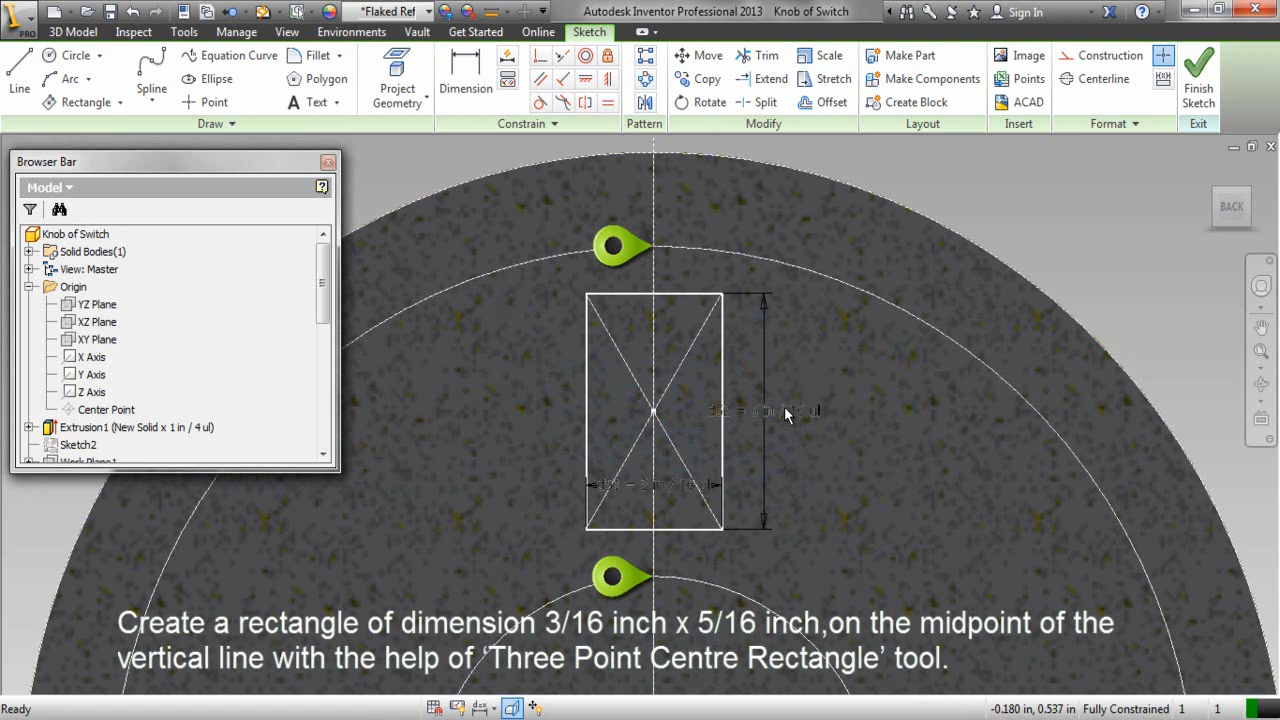 PRO
*Flaked Ref
Autodesk Inventor Professional 2013 Knob of Switch
Sign In
3D Model Inspect Tools Manage View Environments Vault Get Started Online Sketch
Line
Circle
Arc
Rectangle
Spline
Equation Curve
Ellipse
Point
Fillet
Polygon
Text
Project
Geometry
Dimension
Move
Copy
Rotate
Trim
Extend
Split
Scale
Stretch
Offset
Make Part
Make Components
Create Block
Image
Points
ACAD
Construction
Centerline
Finish
Sketch
Draw Constrain Pattern Modify Layout Insert Format Exit
Browser Bar
Model
Knob of Switch
Solid Bodies(1)
View: Master
Origin
YZ Plane
XZ Plane
XY Plane
X Axis
Y Axis
Z Axis
Center Point
Extrusion1 (New Solid x 1 in / 4 ul)
Sketch2
Work Plane1
BACK
Create a rectangle of dimension 3/16 inch x 5/16 inch,on the midpoint of the
vertical line with the help of ‘Three Point Centre Rectangle’ tool.
Ready
-0.180 in, 0.537 in Fully Constrained 1 1